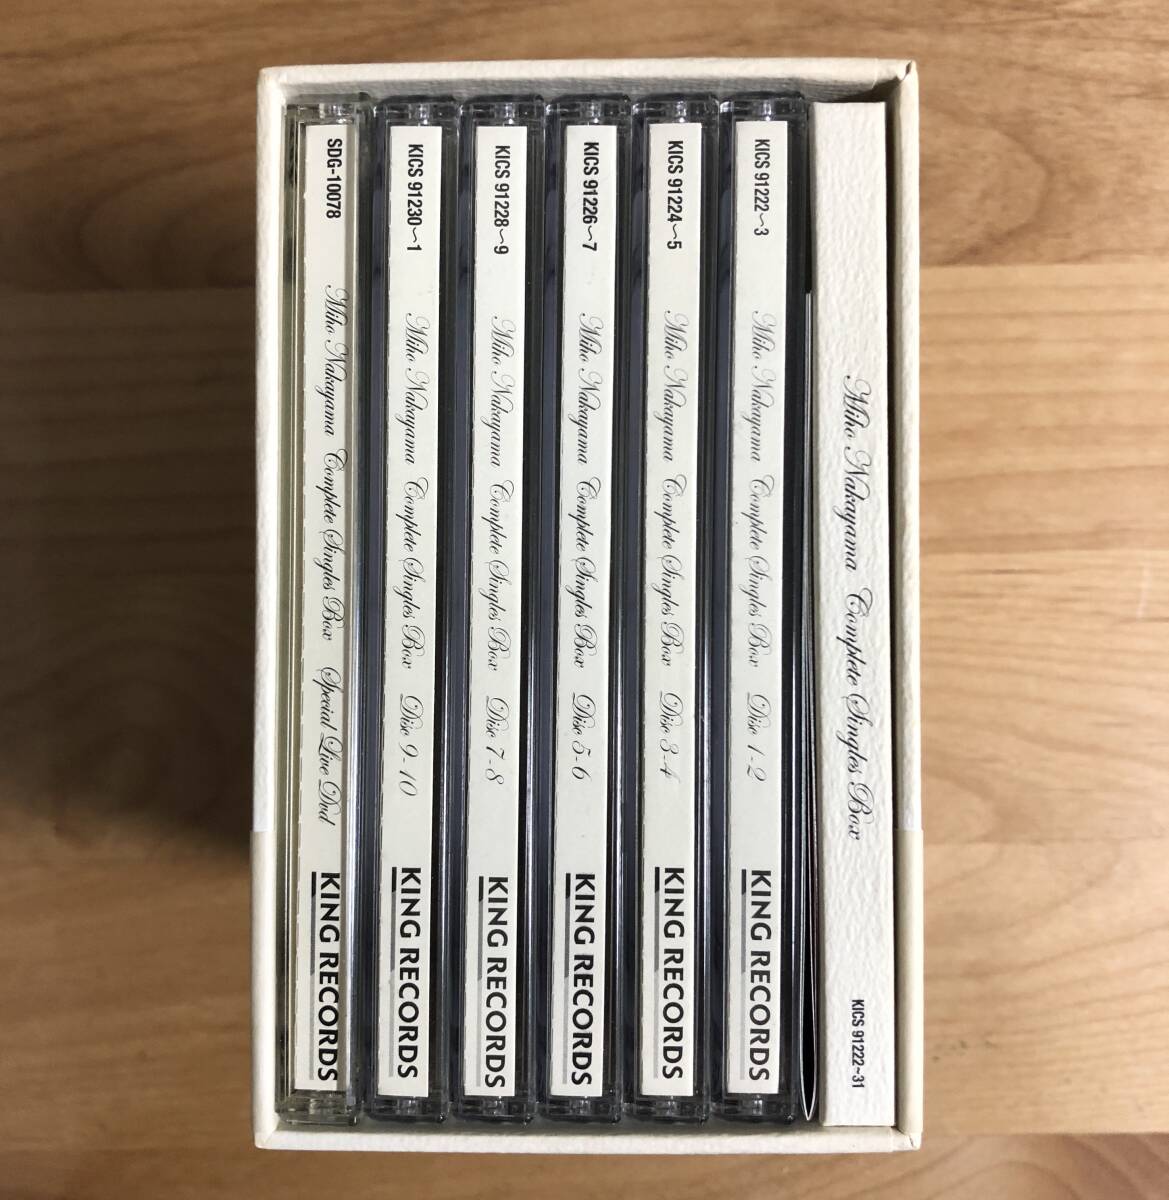 SDG-10078 Miho Nakayama Complete Singles Box Special Live Dvd KING RECORDS
KICS 91230~1 Miho Nakayama Complete Singles Box Disc 9-10 KING RECORDS
KICS 91228~9 Miho Nakayama Complete Singles Box Disc 7-8 KING RECORDS
KICS 91226~7 Miho Nakayama Complete Singles Box Disc 5-6 KING RECORDS
KICS 91224~5 Miho Nakayama Complete Singles Box Disc 3-4 KING RECORDS
KICS 91222~3 Miho Nakayama Complete Singles Box Disc 1-2 KING RECORDS
Miho Nakayama Complete Singles Box KICS 91222~31